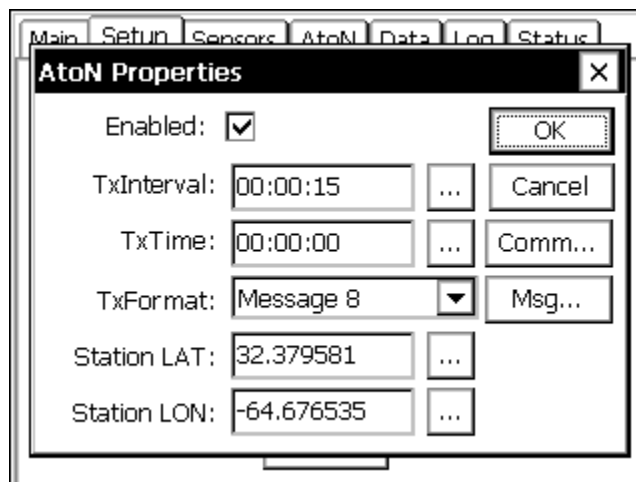 Main Setup Sensors AtoN Data Log Status
AtoN Properties
Enabled: OK
TxInterval: 00:00:15 ... Cancel
TxTime: 00:00:00 ... Comm...
TxFormat: Message 8 Msg...
Station LAT: 32.379581 ...
Station LON: -64.676535 ...